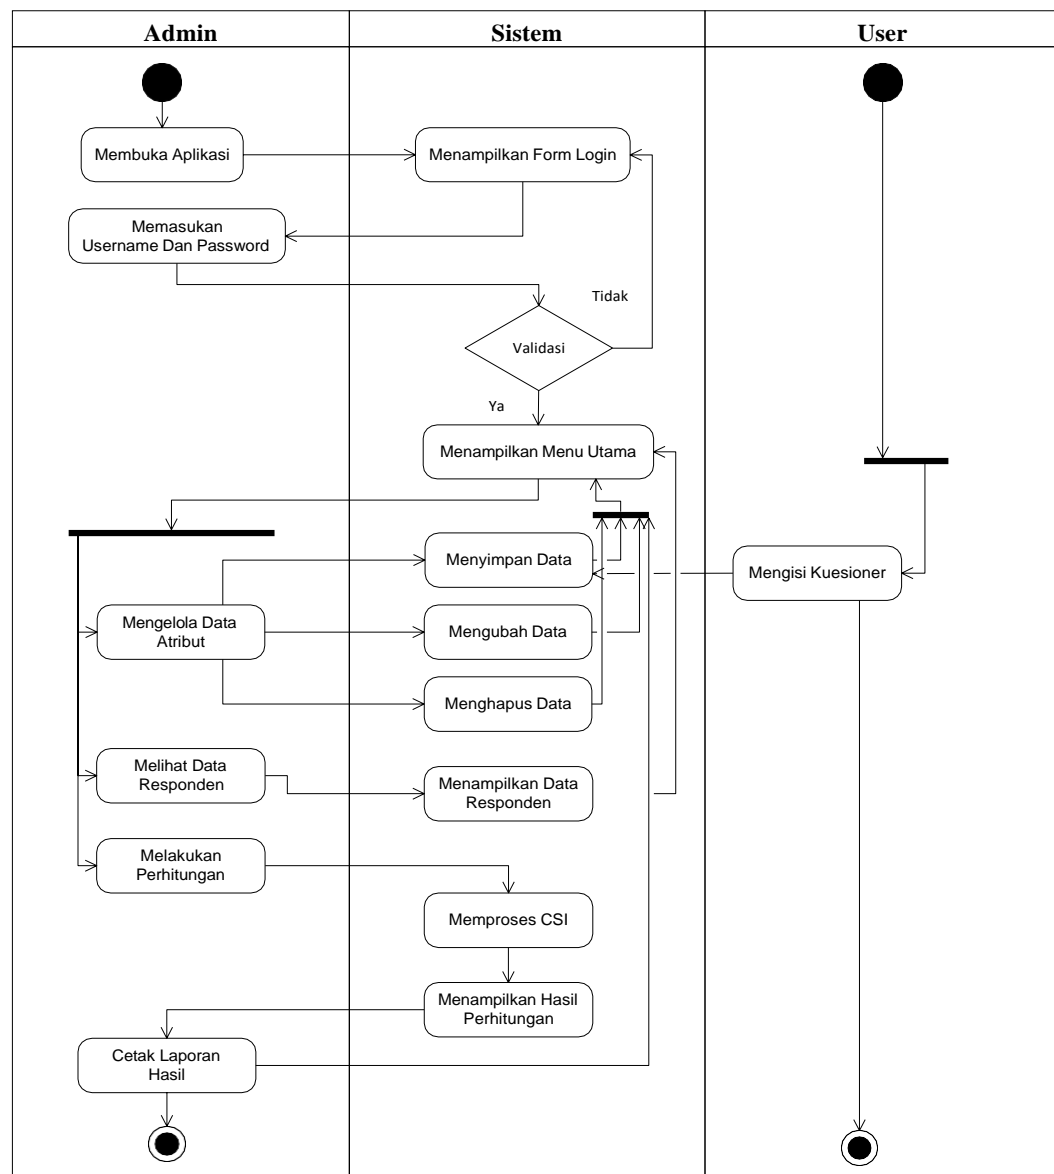 Admin
Sistem
User
Membuka Aplikasi
Menampilkan Form Login
Memasukan
Username Dan Password
Tidak
Validasi
Ya
Menampilkan Menu Utama
Menyimpan Data
Mengisi Kuesioner
Mengelola Data
Atribut
Mengubah Data
Menghapus Data
Melihat Data
Responden
Menampilkan Data
Responden
Melakukan
Perhitungan
Memproses CSI
Menampilkan Hasil
Perhitungan
Cetak Laporan
Hasil